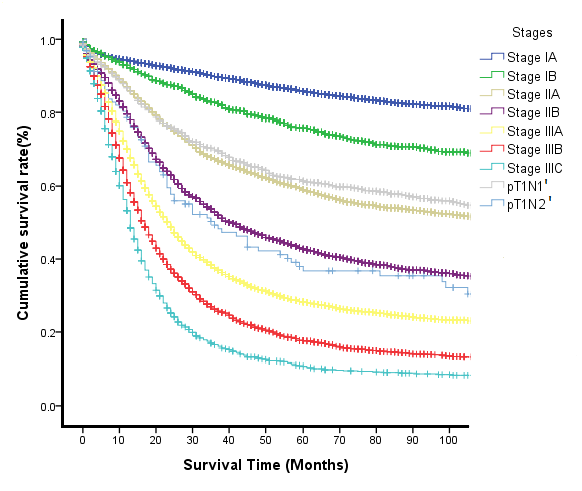 Stages
Stage IA
Stage IB
Stage IIA
Stage IIB
Stage IIIA
Stage IIIB
Stage IIIC
pT1N1'
pT1N2'
Cumulative survival rate(%)
1.0
0.8
0.6
0.4
0.2
0.0
0 10 20 30 40 50 60 70 80 90 100
Survival Time (Months)